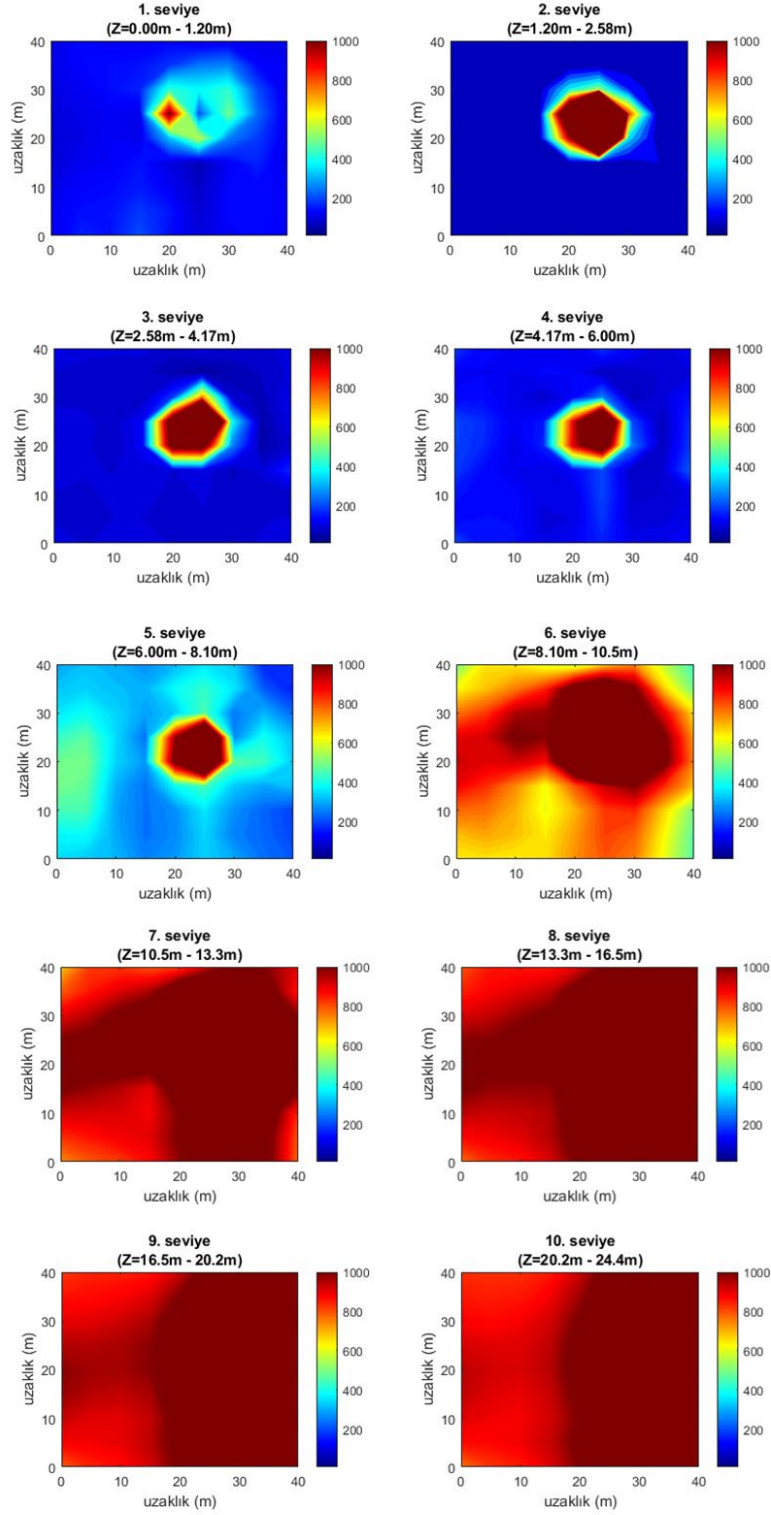 1. seviye
(Z=0.00m - 1.20m)
40
30
20
10
0
0 10 20 30 40
uzaklık (m)
uzaklık (m)
1000
800
600
400
200
2. seviye
(Z=1.20m - 2.58m)
40
30
20
10
0
0 10 20 30 40
uzaklık (m)
uzaklık (m)
1000
800
600
400
200
3. seviye
(Z=2.58m - 4.17m)
40
30
20
10
0
0 10 20 30 40
uzaklık (m)
uzaklık (m)
1000
800
600
400
200
4. seviye
(Z=4.17m - 6.00m)
40
30
20
10
0
0 10 20 30 40
uzaklık (m)
uzaklık (m)
1000
800
600
400
200
5. seviye
(Z=6.00m - 8.10m)
40
30
20
10
0
0 10 20 30 40
uzaklık (m)
uzaklık (m)
1000
800
600
400
200
6. seviye
(Z=8.10m - 10.5m)
40
30
20
10
0
0 10 20 30 40
uzaklık (m)
uzaklık (m)
1000
800
600
400
200
7. seviye
(Z=10.5m - 13.3m)
40
30
20
10
0
0 10 20 30 40
uzaklık (m)
uzaklık (m)
1000
800
600
400
200
8. seviye
(Z=13.3m - 16.5m)
40
30
20
10
0
0 10 20 30 40
uzaklık (m)
uzaklık (m)
1000
800
600
400
200
9. seviye
(Z=16.5m - 20.2m)
40
30
20
10
0
0 10 20 30 40
uzaklık (m)
uzaklık (m)
1000
800
600
400
200
10. seviye
(Z=20.2m - 24.4m)
40
30
20
10
0
0 10 20 30 40
uzaklık (m)
uzaklık (m)
1000
800
600
400
200